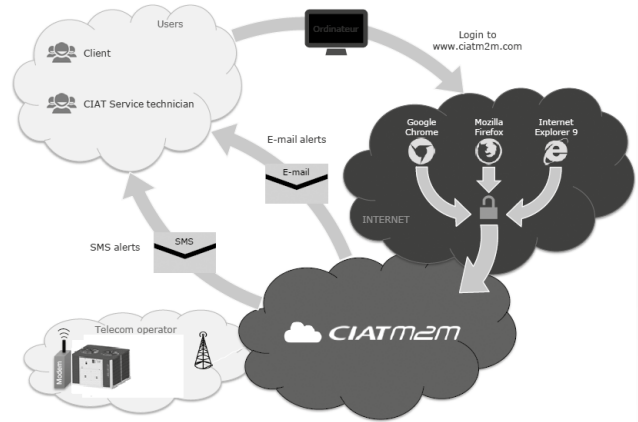 Users
Client
CIAT Service technician
Ordinateur
Login to
www.ciatm2m.com
Google
Chrome
Mozilla
Firefox
Internet
Explorer 9
INTERNET
E-mail alerts
E-mail
SMS alerts
SMS
CIATM2M
Telecom operator
Modem